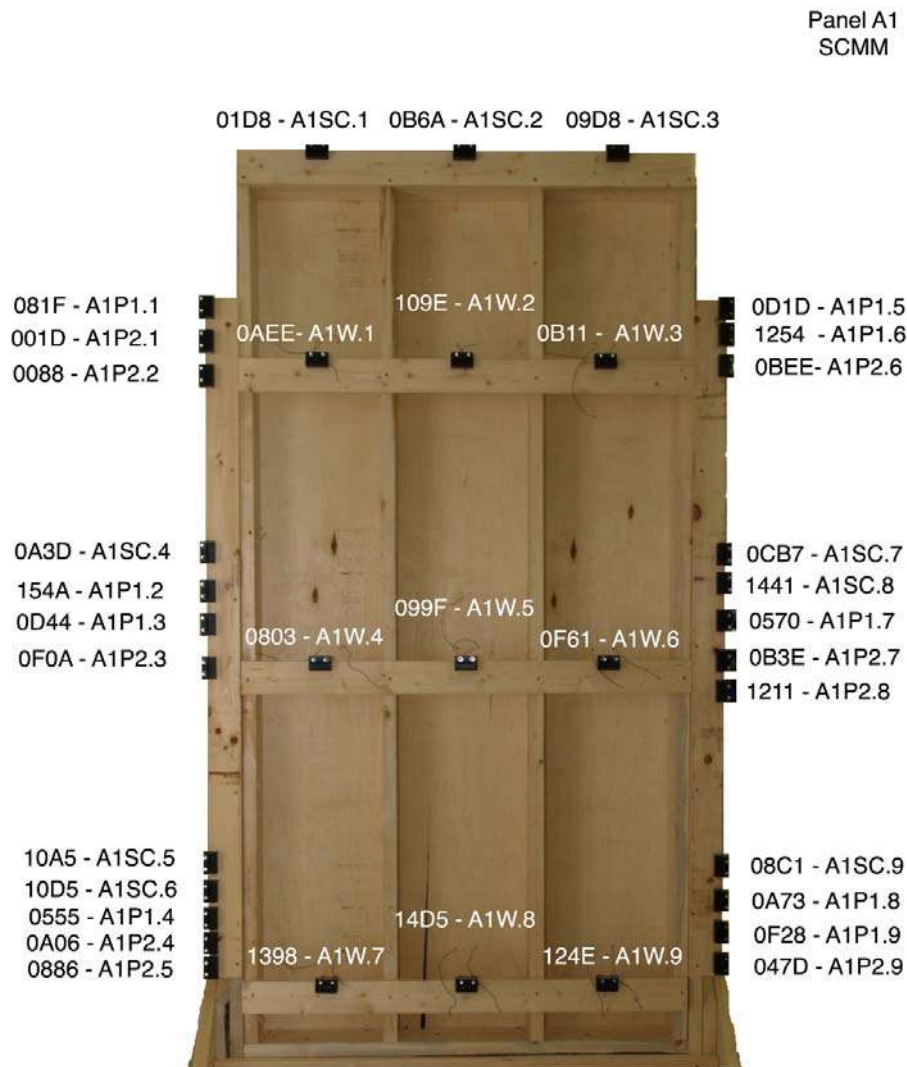 Panel A1
SCMM
01D8 - A1SC.1 0B6A - A1SC.2 09D8 - A1SC.3
081F - A1P1.1
001D - A1P2.1
0088 - A1P2.2
109E - A1W.2
0AEE- A1W.1
0B11 - A1W.3
0D1D - A1P1.5
1254 - A1P1.6
0BEE- A1P2.6
0A3D - A1SC.4
154A - A1P1.2
0D44 - A1P1.3
0F0A - A1P2.3
099F - A1W.5
0803 - A1W.4
0F61 - A1W.6
0CB7 - A1SC.7
1441 - A1SC.8
0570 - A1P1.7
0B3E - A1P2.7
1211 - A1P2.8
10A5 - A1SC.5
10D5 - A1SC.6
0555 - A1P1.4
0A06 - A1P2.4
0886 - A1P2.5
14D5 - A1W.8
1398 - A1W.7
124E - A1W.9
08C1 - A1SC.9
0A73 - A1P1.8
0F28 - A1P1.9
047D - A1P2.9